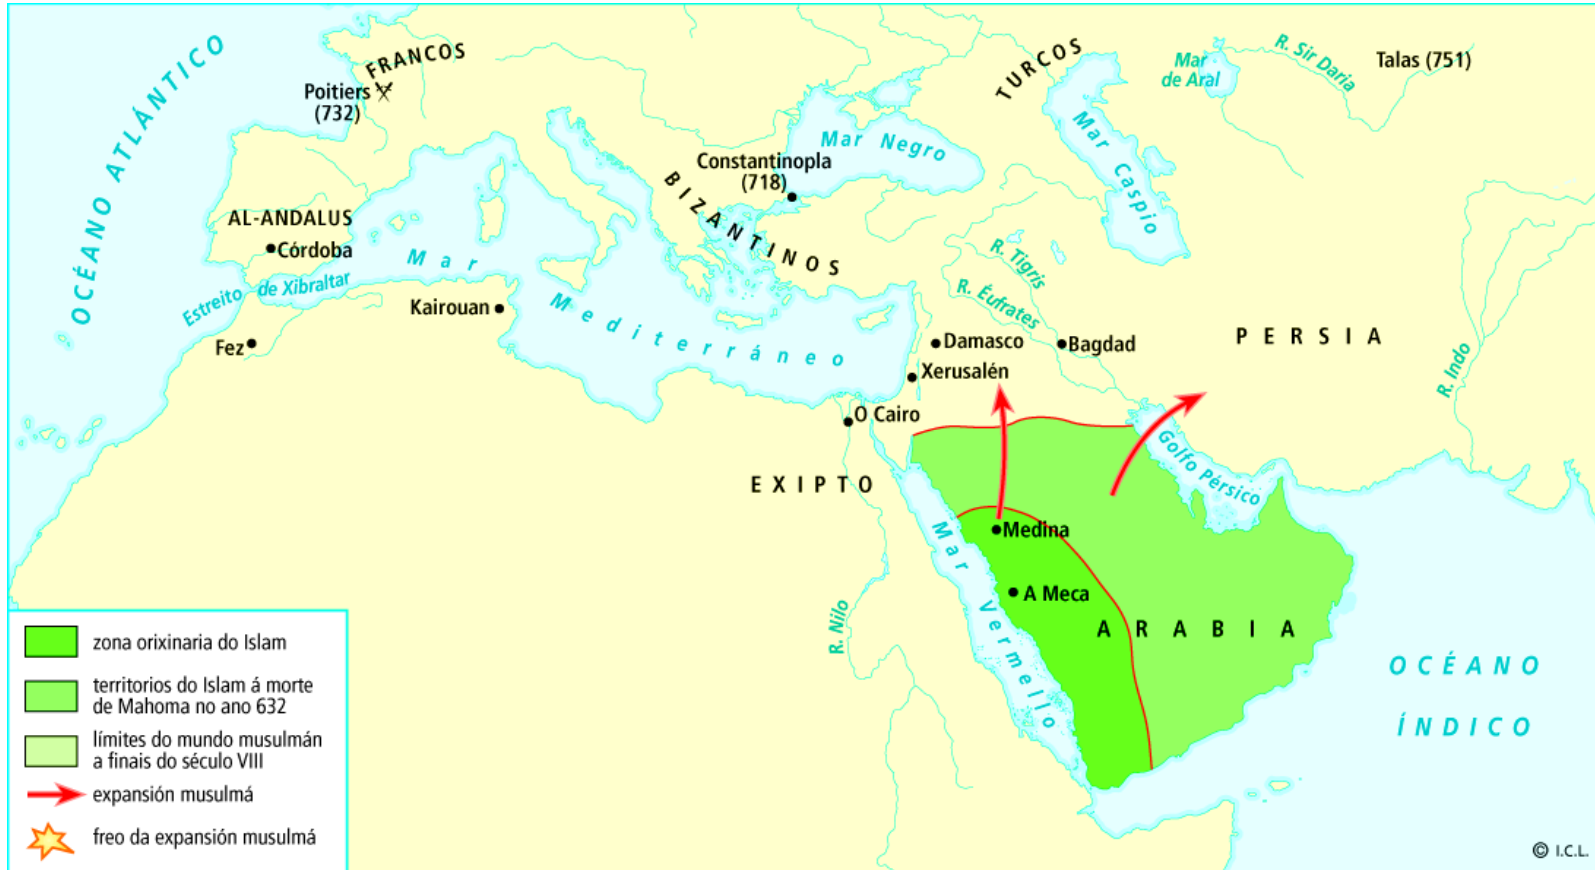 OCÉANO ATLÁNTICO
FRANCOS
Poitiers
(732)
TURCOS
Mar
de Aral
R. Sir Daria
Talas (751)
Mar Negro
Mar Caspio
Constantinopla
(718)
BIZANTINOS
AL-ANDALUS
Córdoba
Estreito de Xibraltar
Mar
Mediterráneo
Kairouan
Fez
R. Tigris
R. Éufrates
Damasco
Bagdad
PERSIA
R. Indo
Xerusalén
O Cairo
EXIPTO
Golfo Pérsico
Medina
A Meca
Mar Vermello
ARABIA
R. Nilo
OCÉANO
ÍNDICO
zona orixinaria do Islam
territorios do Islam á morte
de Mahoma no ano 632
límites do mundo musulmán
a finais do século VIII
expansión musulmá
freo da expansión musulmá
© I.C.L.